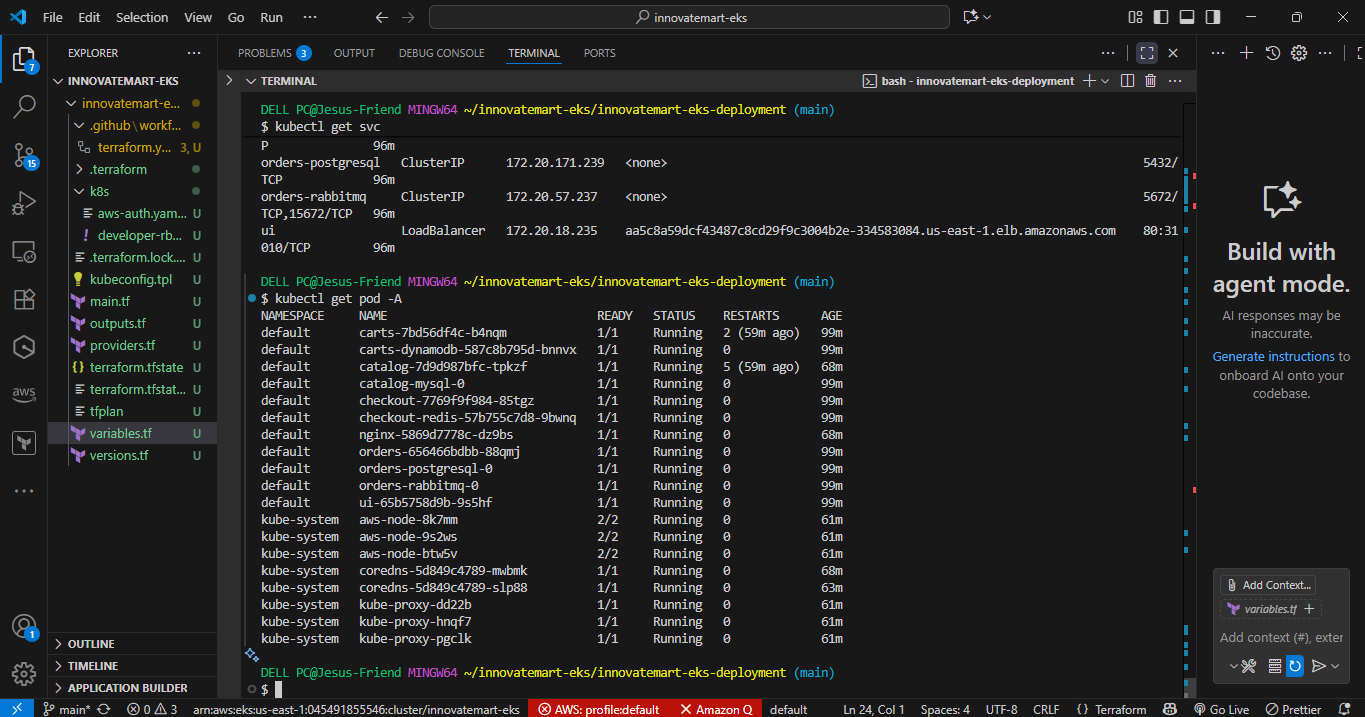 File Edit Selection View Go Run ··· innovatemart-eks
EXPLORER ···
7
INNOVATEMART-EKS
innovatemart-e...
.github\workf...
terraform.y... 3, U
.terraform
15
k8s
aws-auth.yam... U
developer-rb... U
.terraform.lock.... U
kubeconfig.tpl U
main.tf U
outputs.tf U
providers.tf U
terraform.tfstate U
aws
terraform.tfstat... U
tfplan U
variables.tf U
versions.tf U
1
OUTLINE
TIMELINE
APPLICATION BUILDER
PROBLEMS 3 OUTPUT DEBUG CONSOLE TERMINAL PORTS
TERMINAL bash - innovatemart-eks-deployment
DELL PC@Jesus-Friend MINGW64 ~/innovatemart-eks/innovatemart-eks-deployment (main)
$ kubectl get svc
P 96m
orders-postgresql ClusterIP 172.20.171.239 <none> 5432/
TCP 96m
orders-rabbitmq ClusterIP 172.20.57.237 <none> 5672/
TCP,15672/TCP 96m
ui LoadBalancer 172.20.18.235 aa5c8a59dcf43487c8cd29f9c3004b2e-334583084.us-east-1.elb.amazonaws.com 80:31
010/TCP 96m
DELL PC@Jesus-Friend MINGW64 ~/innovatemart-eks/innovatemart-eks-deployment (main)
$ kubectl get pod -A
NAMESPACE NAME READY STATUS RESTARTS AGE
default carts-7bd56df4c-b4nqm 1/1 Running 2 (59m ago) 99m
default carts-dynamodb-587c8b795d-bnnvx 1/1 Running 0 99m
default catalog-7d9d987bfc-tpkzf 1/1 Running 5 (59m ago) 68m
default catalog-mysql-0 1/1 Running 0 99m
default checkout-7769f9f984-85tgz 1/1 Running 0 99m
default checkout-redis-57b755c7d8-9bwnq 1/1 Running 0 99m
default nginx-5869d7778c-dz9bs 1/1 Running 0 68m
default orders-656466bdbb-88qmj 1/1 Running 0 99m
default orders-postgresql-0 1/1 Running 0 99m
default orders-rabbitmq-0 1/1 Running 0 99m
default ui-65b5758d9b-9s5hf 1/1 Running 0 99m
kube-system aws-node-8k7mm 2/2 Running 0 61m
kube-system aws-node-9s2ws 2/2 Running 0 61m
kube-system aws-node-btw5v 2/2 Running 0 61m
kube-system coredns-5d849c4789-mwbmk 1/1 Running 0 68m
kube-system coredns-5d849c4789-slp88 1/1 Running 0 63m
kube-system kube-proxy-dd22b 1/1 Running 0 61m
kube-system kube-proxy-hnqf7 1/1 Running 0 61m
kube-system kube-proxy-pgclk 1/1 Running 0 61m
DELL PC@Jesus-Friend MINGW64 ~/innovatemart-eks/innovatemart-eks-deployment (main)
$
Build with
agent mode.
AI responses may be
inaccurate.
Generate instructions to
onboard AI onto your
codebase.
Add Context...
variables.tf
Add context (#), exter
main* 0 3 arn:aws:eks:us-east-1:045491855546:cluster/innovatemart-eks AWS: profile:default Amazon Q default Ln 24, Col 1 Spaces: 4 UTF-8 CRLF {} Terraform Go Live Prettier